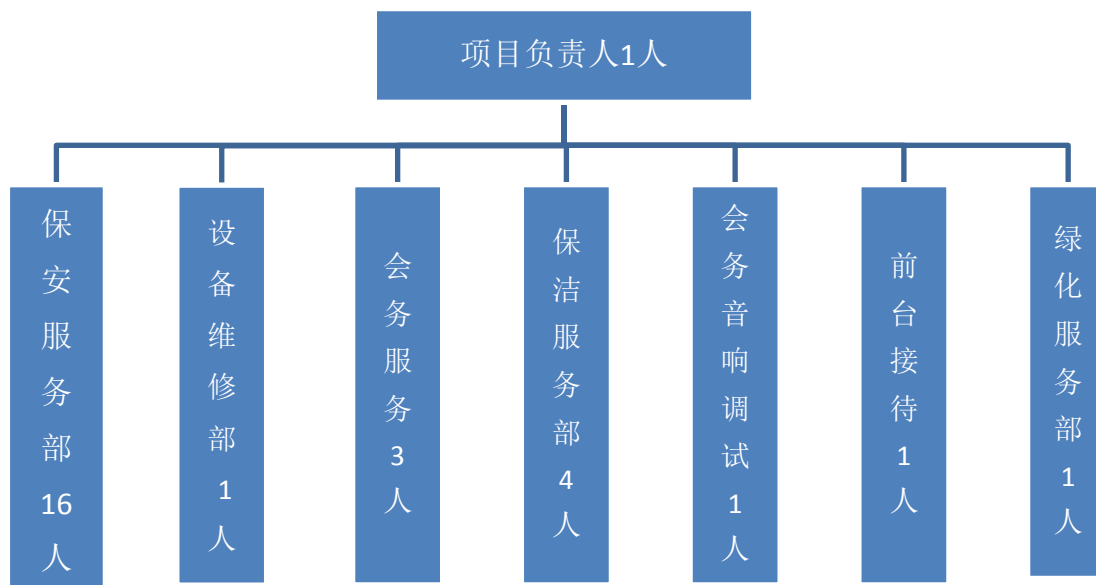 项目负责人1人
保安服务部16人
设备维修部1人
会务服务3人
保洁服务部4人
会务音响调试1人
前台接待1人
绿化服务部1人